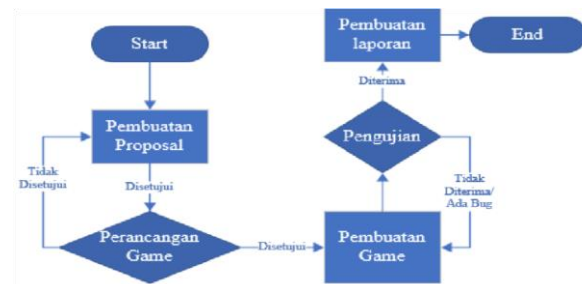 Start
Pembuatan
Proposal
Tidak
Disetujui
Disetujui
Perancangan
Game
Disetujui
Pembuatan
Game
Pengujian
Tidak
Diterima/
Ada Bug
Diterima
Pembuatan
laporan
End